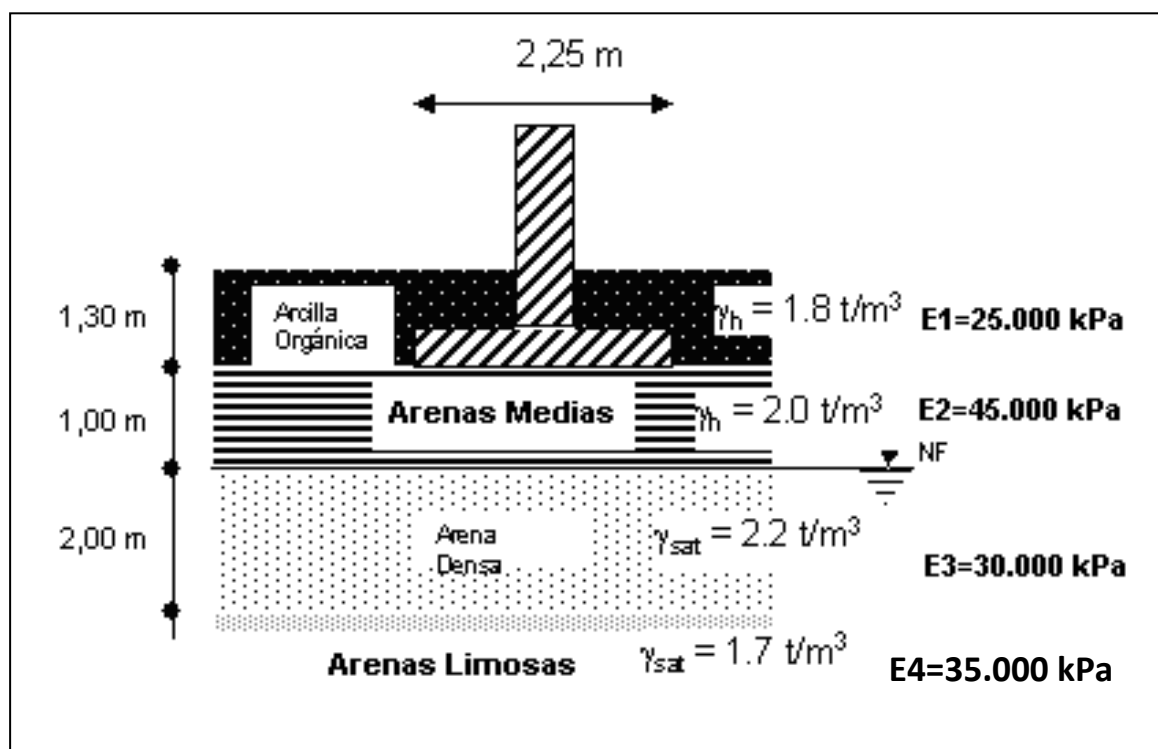 2,25 m
1,30 m
Arcilla
Orgánica
γh = 1.8 t/m³
E1=25.000 kPa
1,00 m
Arenas Medias
γh = 2.0 t/m³
E2=45.000 kPa
NF
2,00 m
Arena
Densa
γsat = 2.2 t/m³
E3=30.000 kPa
Arenas Limosas
γsat = 1.7 t/m³
E4=35.000 kPa